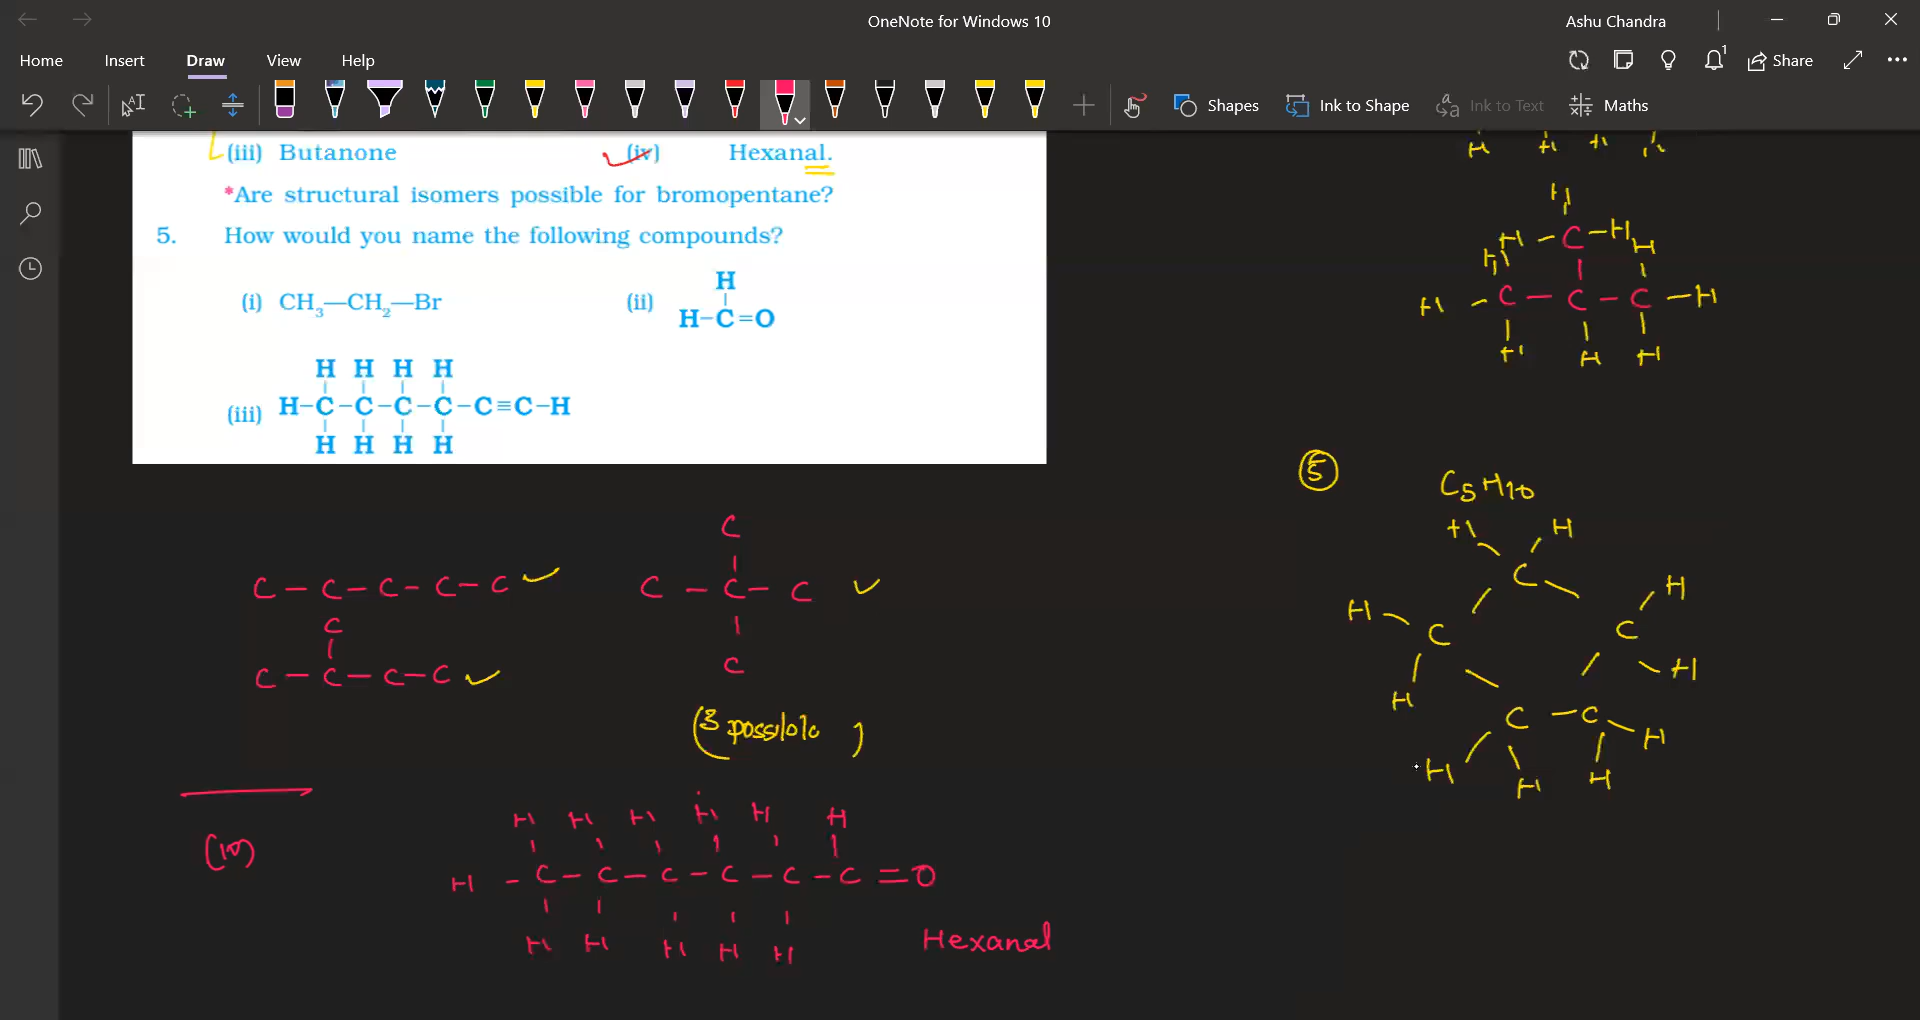 OneNote for Windows 10
Ashu Chandra
Home Insert Draw View Help
1 Share
Shapes Ink to Shape Ink to Text Maths
(iii) Butanone (iv) Hexanal.
*Are structural isomers possible for bromopentane?
5. How would you name the following compounds?
(i) CH₃—CH₂—Br (ii) H
H-C=O
H H H H
(iii) H-C-C-C-C-C≡C-H
H H H H
C - C - C - C - C
C
C - C - C - C
C
C - C - C
C
(3 possible)
H H H H H H
H - C - C - C - C - C - C = O
H H H H H
Hexanal
H H H H
H
H - C - H
H H
H - C - C - C - H
H H H
5
C₅H₁₀
H H
C
H C C H
H H
C - C
H H H H